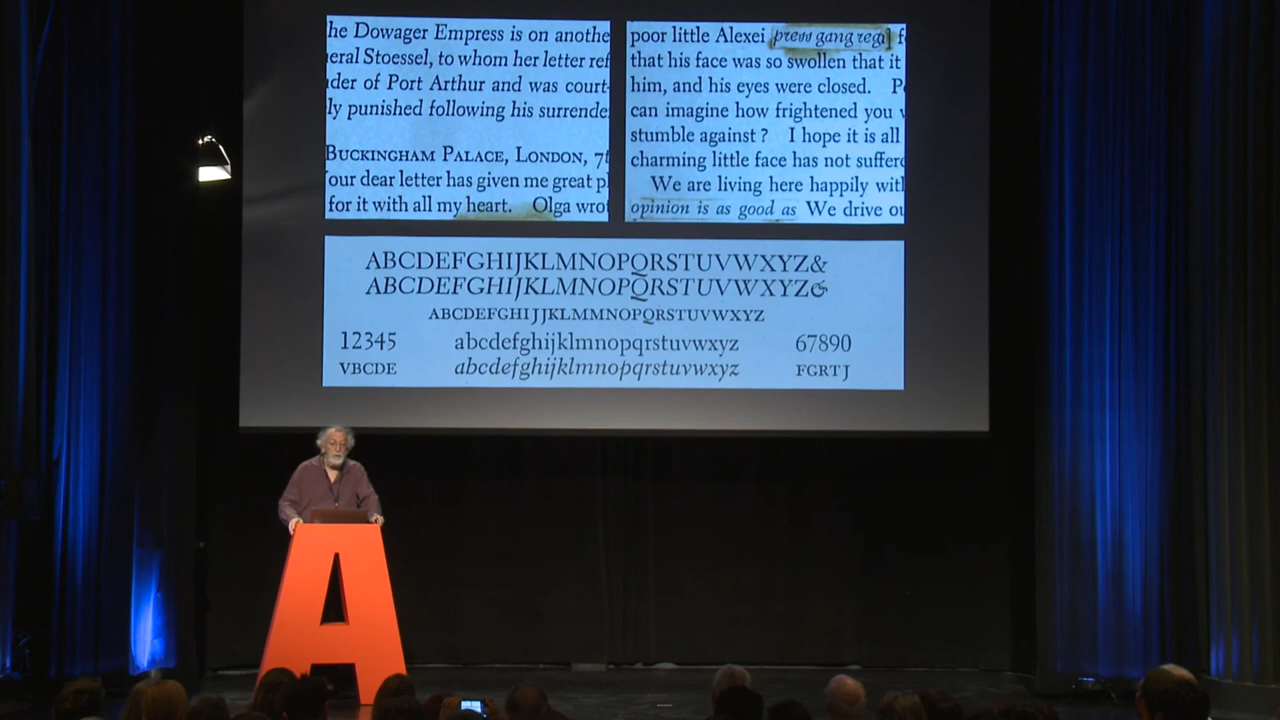 he Dowager Empress is on anothe
eral Stoessel, to whom her letter ref
der of Port Arthur and was court-
ly punished following his surrende
BUCKINGHAM PALACE, LONDON, 7t
our dear letter has given me great pl
for it with all my heart. Olga wro
poor little Alexei press gang regi f
that his face was so swollen that it
him, and his eyes were closed. P
can imagine how frightened you v
stumble against ? I hope it is all
charming little face has not suffere
We are living here happily with
opinion is as good as We drive ou
ABCDEFGHIJKLMNOPQRSTUVWXYZ&
ABCDEFGHIJKLMNOPQRSTUVWXYZ&
ABCDEFGHIJJKLMMNOPQRSTUVWXYZ
12345 abcdefghijklmnopqrstuvwxyz 67890
VBCDE abcdefghijklmnopqrstuvwxyz FGRTJ
A